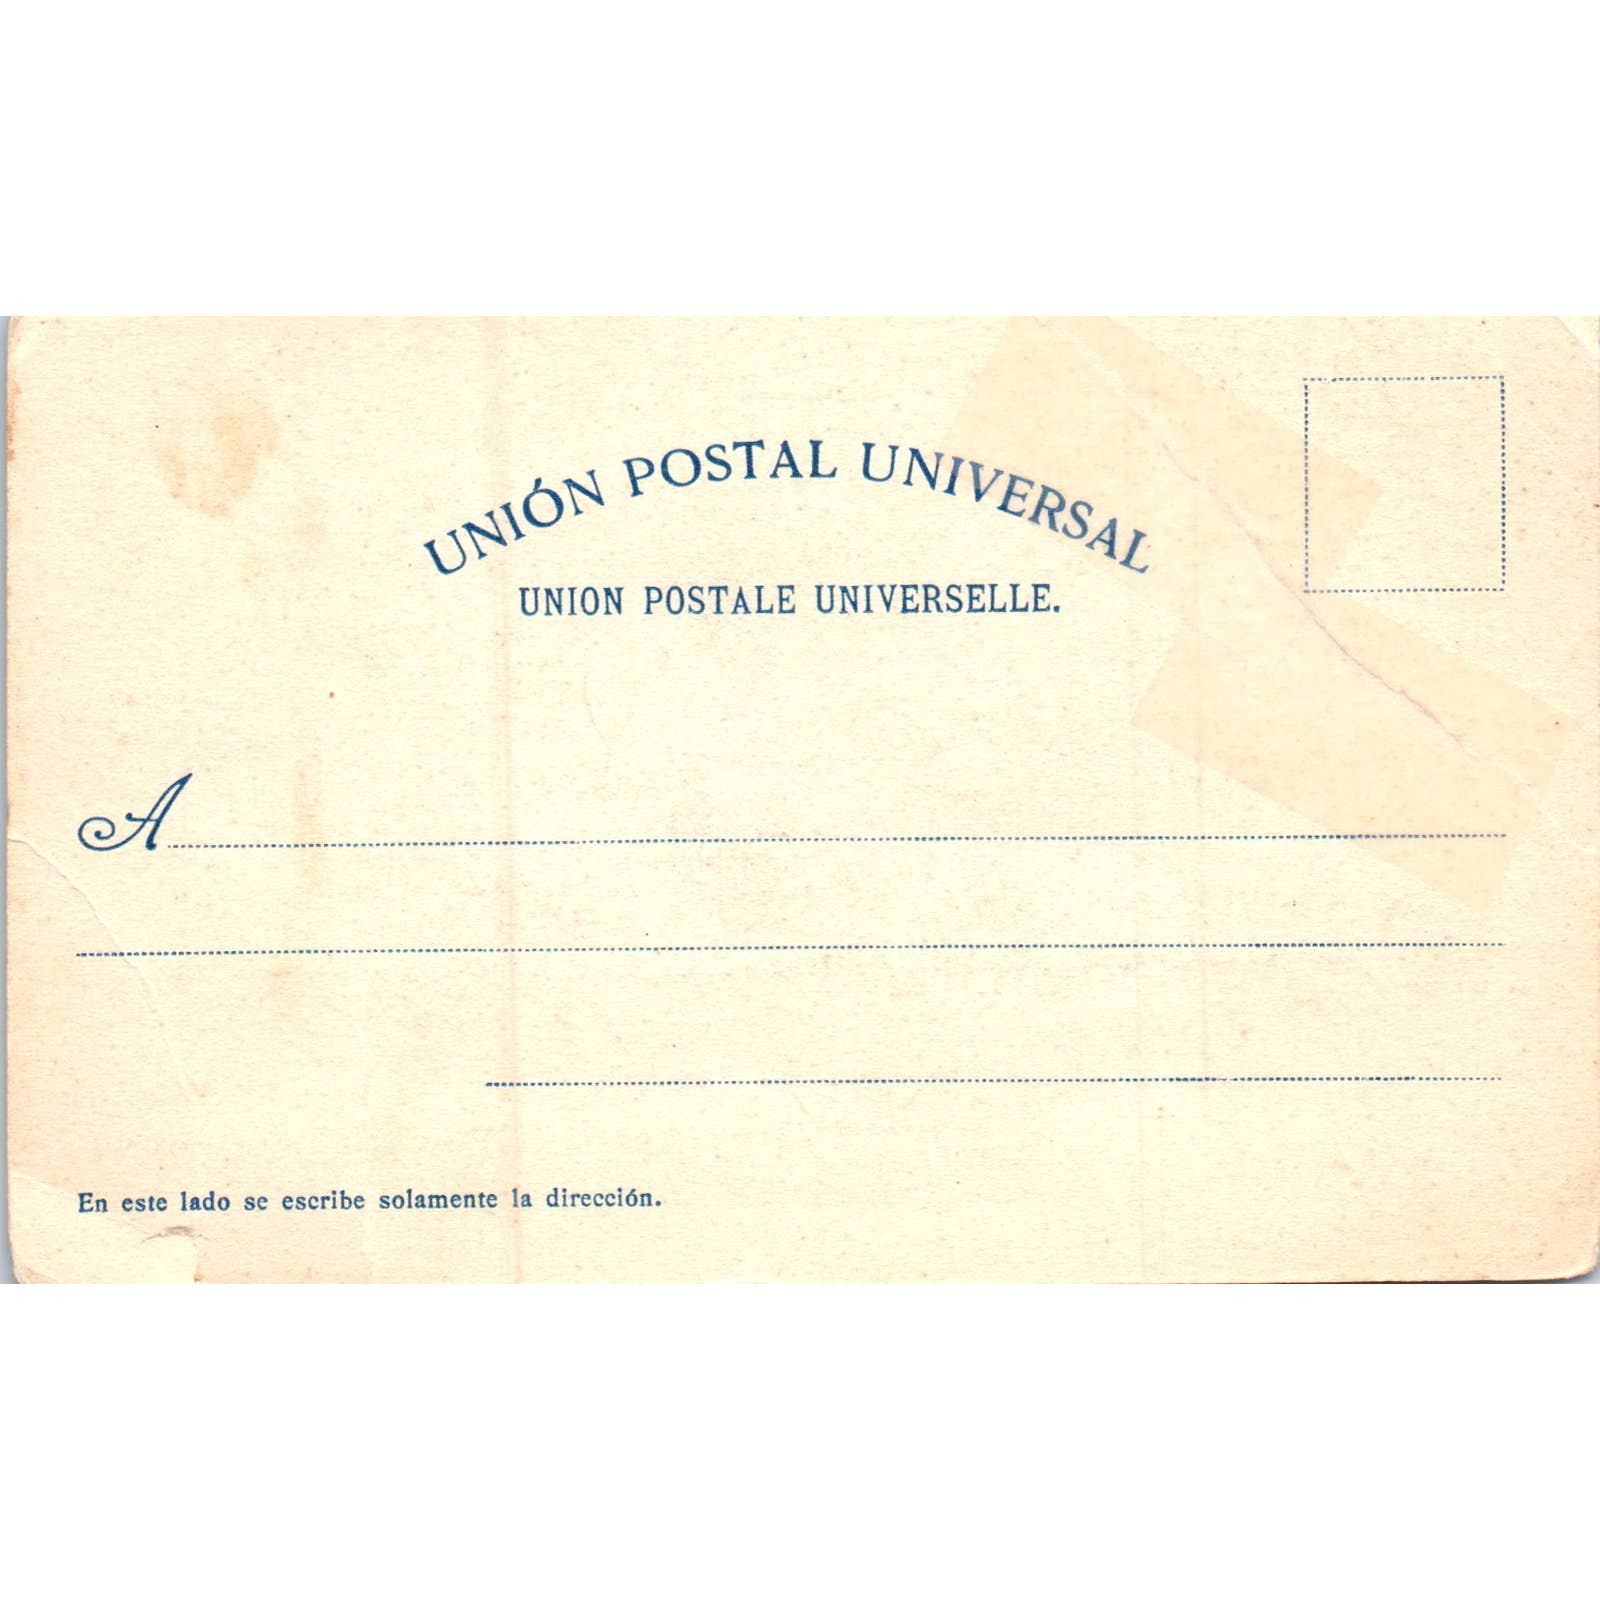 UNIÓN POSTAL UNIVERSAL
UNION POSTALE UNIVERSELLE.
A
En este lado se escribe solamente la dirección.